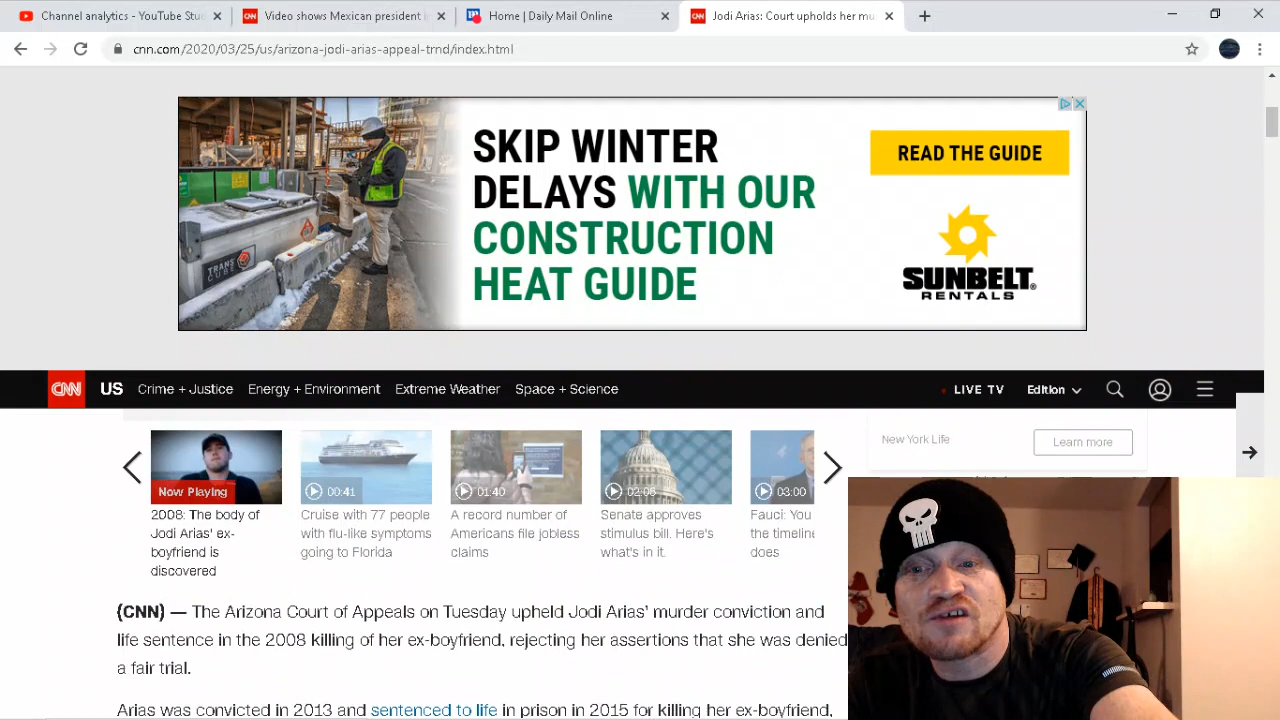 Channel analytics - YouTube Stu
Video shows Mexican president
Home | Daily Mail Online
Jodi Arias: Court upholds her mu
cnn.com/2020/03/25/us/arizona-jodi-arias-appeal-trnd/index.html
SKIP WINTER
DELAYS WITH OUR
CONSTRUCTION
HEAT GUIDE
READ THE GUIDE
SUNBELT®
RENTALS
TRANS
CUBE
CNN US Crime + Justice Energy + Environment Extreme Weather Space + Science LIVE TV Edition
New York Life
Learn more
Now Playing
2008: The body of
Jodi Arias' ex-
boyfriend is
discovered
00:41
Cruise with 77 people
with flu-like symptoms
going to Florida
01:40
A record number of
Americans file jobless
claims
02:06
Senate approves
stimulus bill. Here's
what's in it.
03:00
Fauci: You
the timeline
does
(CNN) — The Arizona Court of Appeals on Tuesday upheld Jodi Arias' murder conviction and
life sentence in the 2008 killing of her ex-boyfriend, rejecting her assertions that she was denied
a fair trial.
Arias was convicted in 2013 and sentenced to life in prison in 2015 for killing her ex-boyfriend,